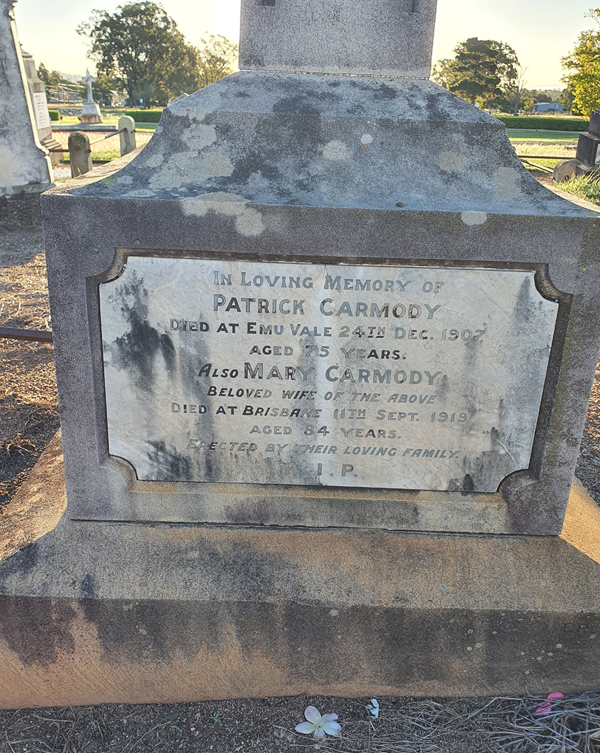 IN LOVING MEMORY OF
PATRICK CARMODY
DIED AT EMU VALE 24TH DEC. 1907
AGED 75 YEARS.
ALSO MARY CARMODY
BELOVED WIFE OF THE ABOVE
DIED AT BRISBANE 11TH SEPT. 1919
AGED 84 YEARS.
ERECTED BY THEIR LOVING FAMILY.
I. P.